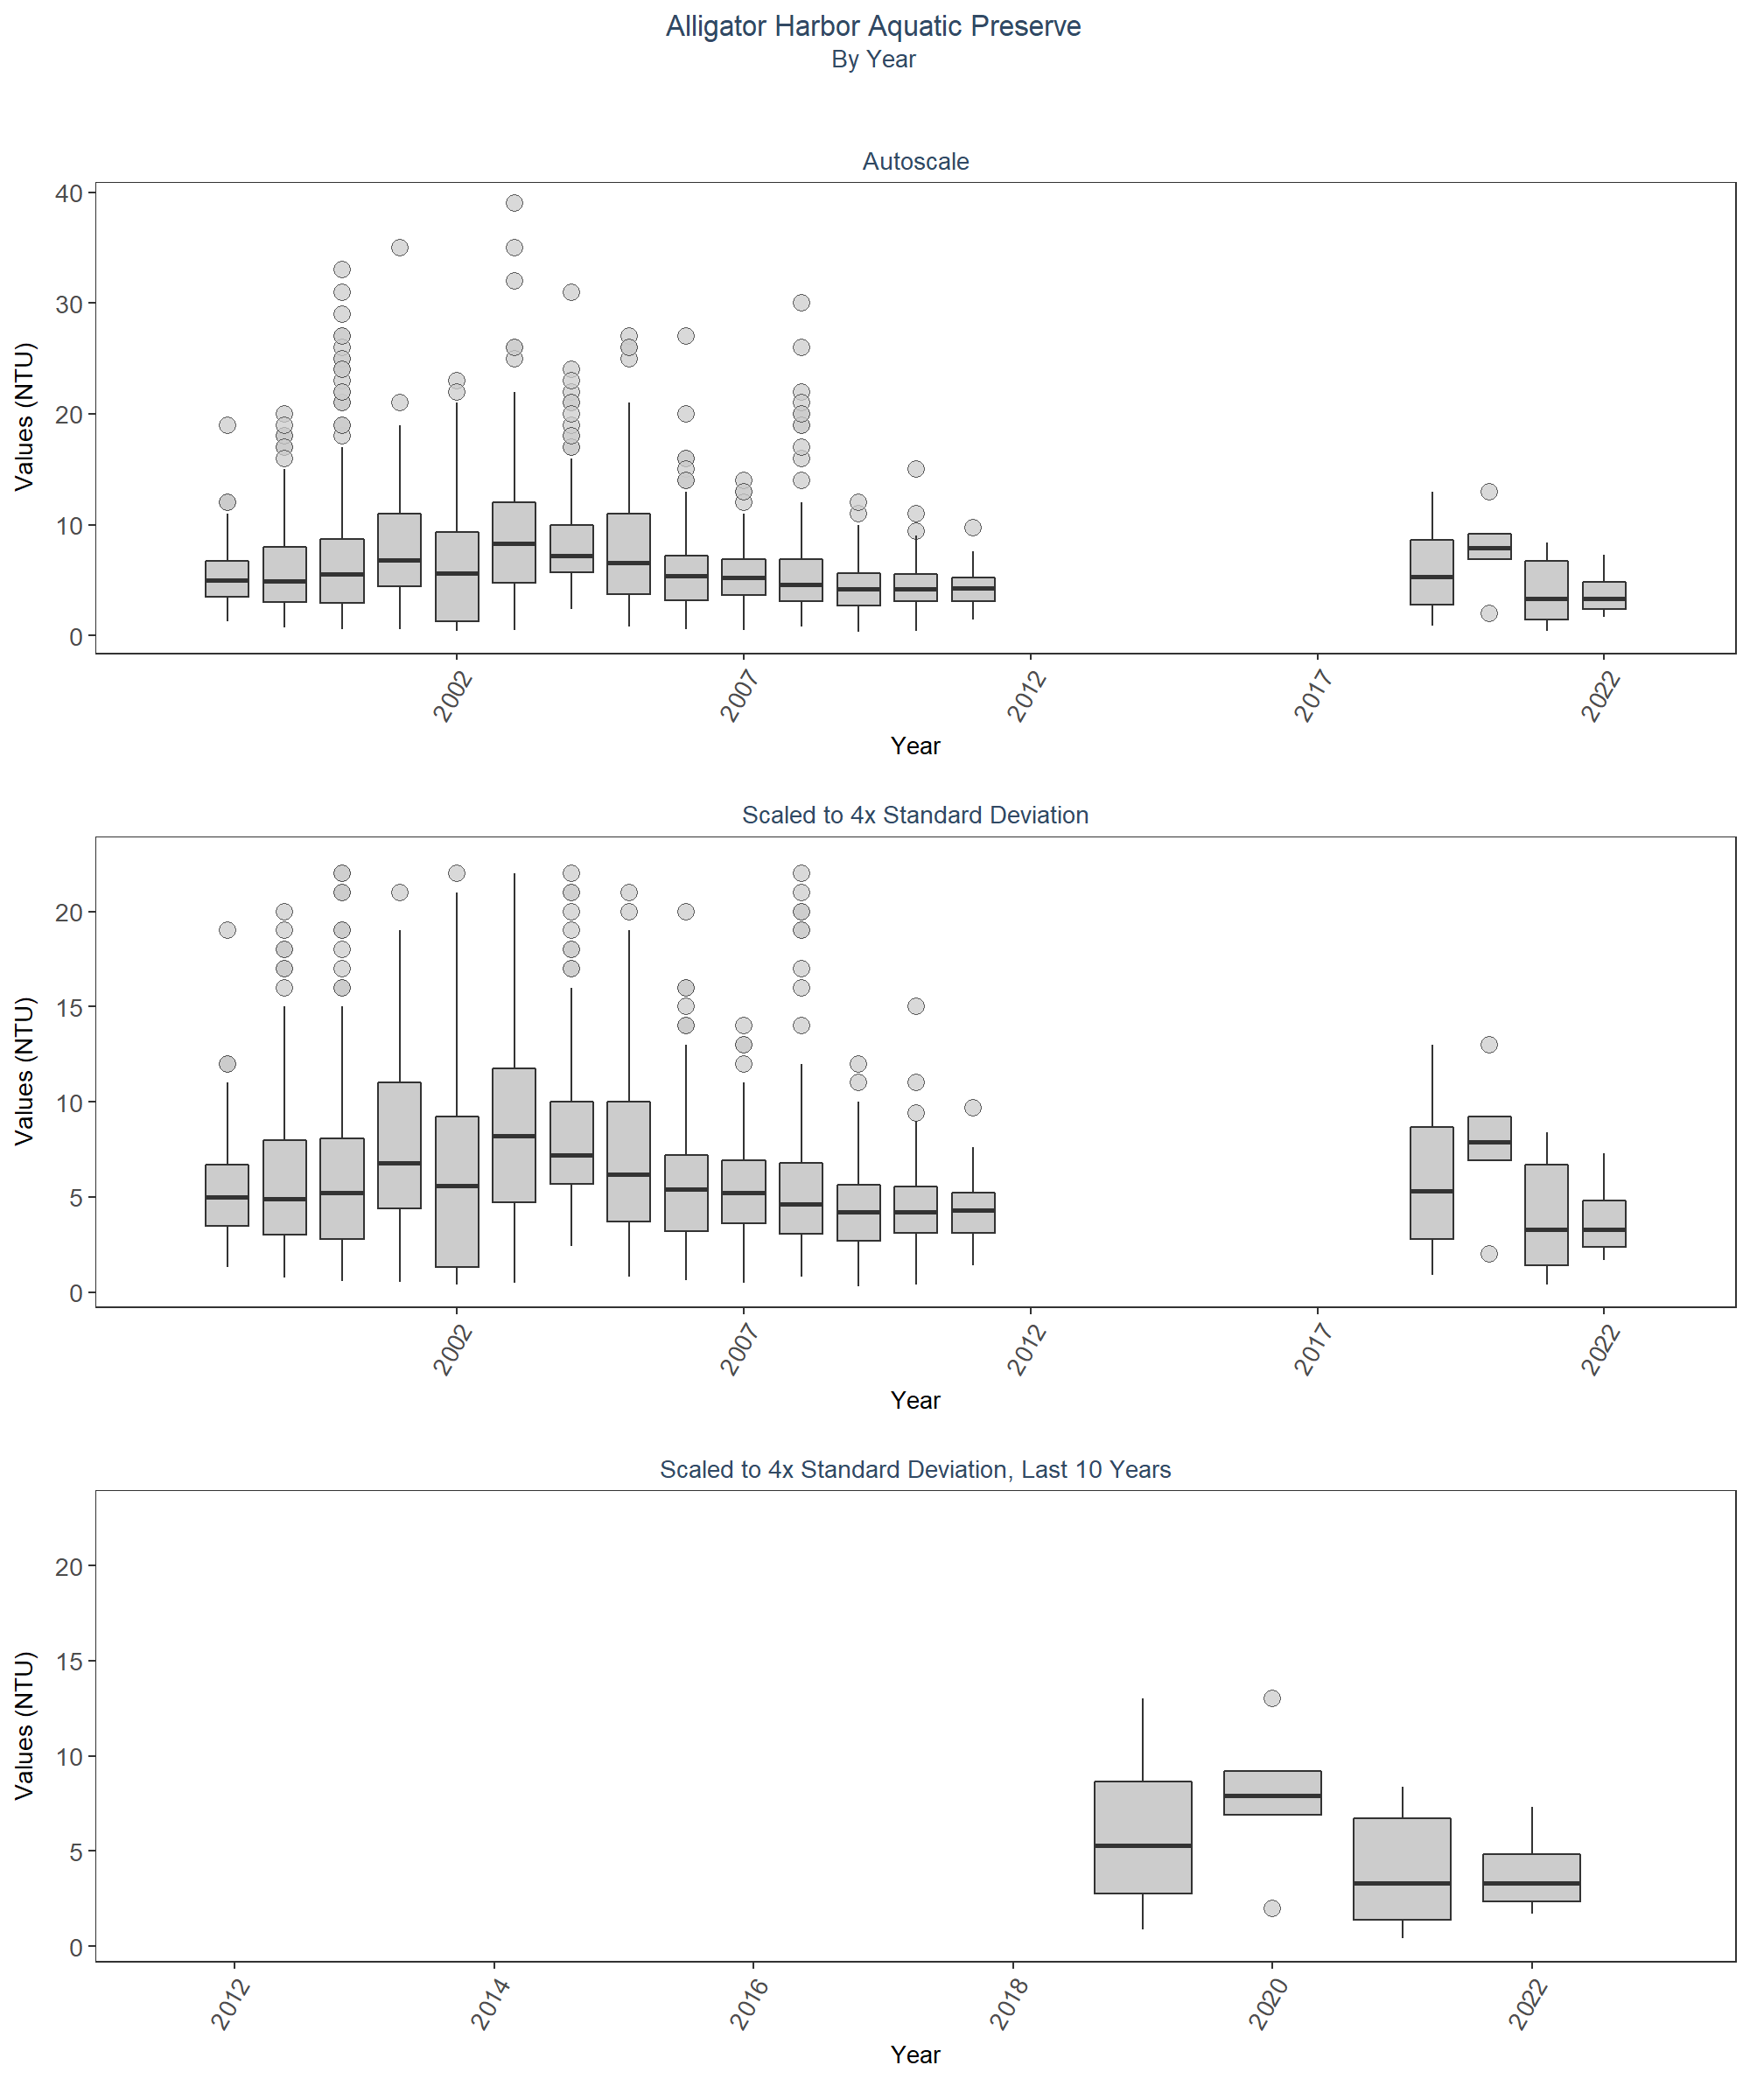 Alligator Harbor Aquatic Preserve
By Year
Autoscale
Values (NTU)
40
30
20
10
0
2002
2007
2012
2017
2022
Year
Scaled to 4x Standard Deviation
Values (NTU)
20
15
10
5
0
2002
2007
2012
2017
2022
Year
Scaled to 4x Standard Deviation, Last 10 Years
Values (NTU)
20
15
10
5
0
2012
2014
2016
2018
2020
2022
Year